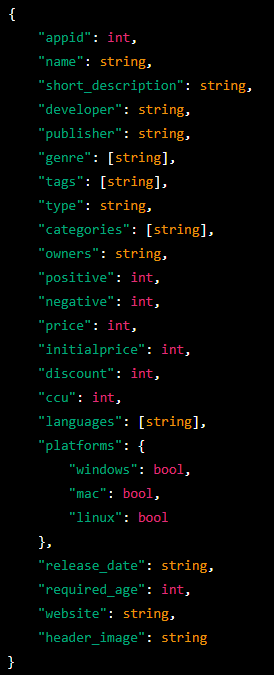 {
    "appid": int,
    "name": string,
    "short_description": string,
    "developer": string,
    "publisher": string,
    "genre": [string],
    "tags": [string],
    "type": string,
    "categories": [string],
    "owners": string,
    "positive": int,
    "negative": int,
    "price": int,
    "initialprice": int,
    "discount": int,
    "ccu": int,
    "languages": [string],
    "platforms": {
        "windows": bool,
        "mac": bool,
        "linux": bool
    },
    "release_date": string,
    "required_age": int,
    "website": string,
    "header_image": string
}